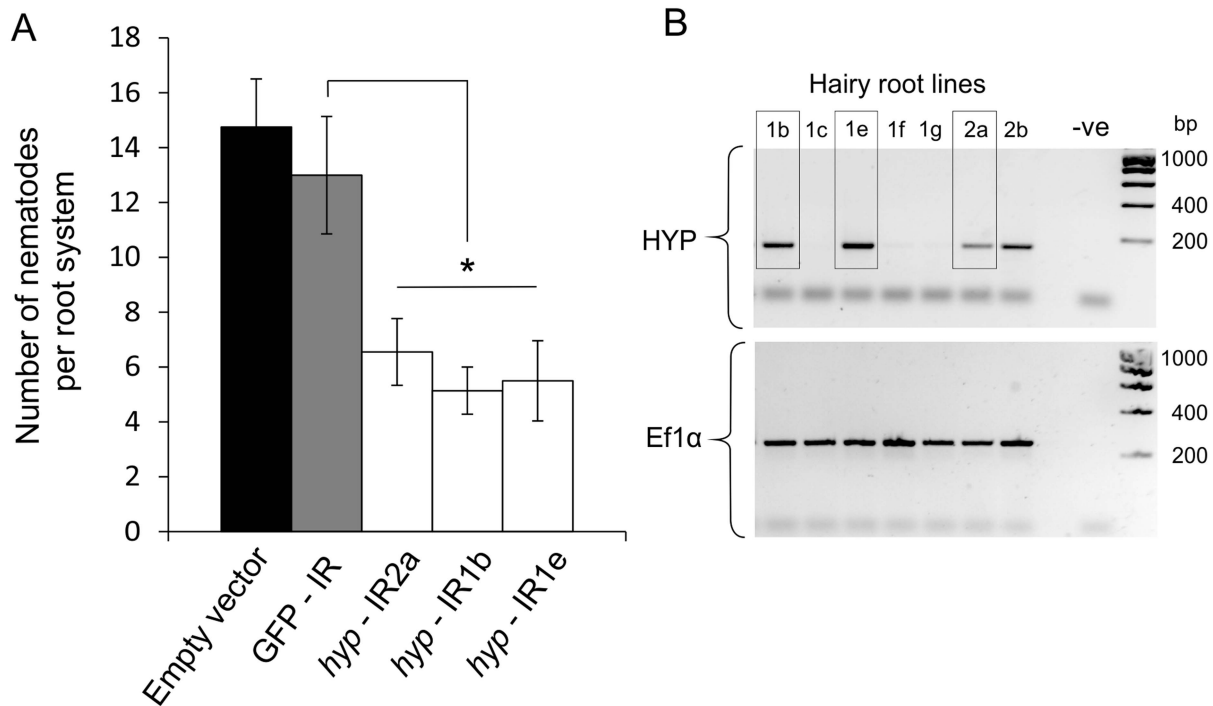 A
Number of nematodes
per root system
18
16
14
12
10
8
6
4
2
0
*
Empty vector
GFP - IR
hyp - IR2a
hyp - IR1b
hyp - IR1e
B
Hairy root lines
1b 1c 1e 1f 1g 2a 2b -ve bp
HYP
1000
400
200
Ef1α
1000
400
200